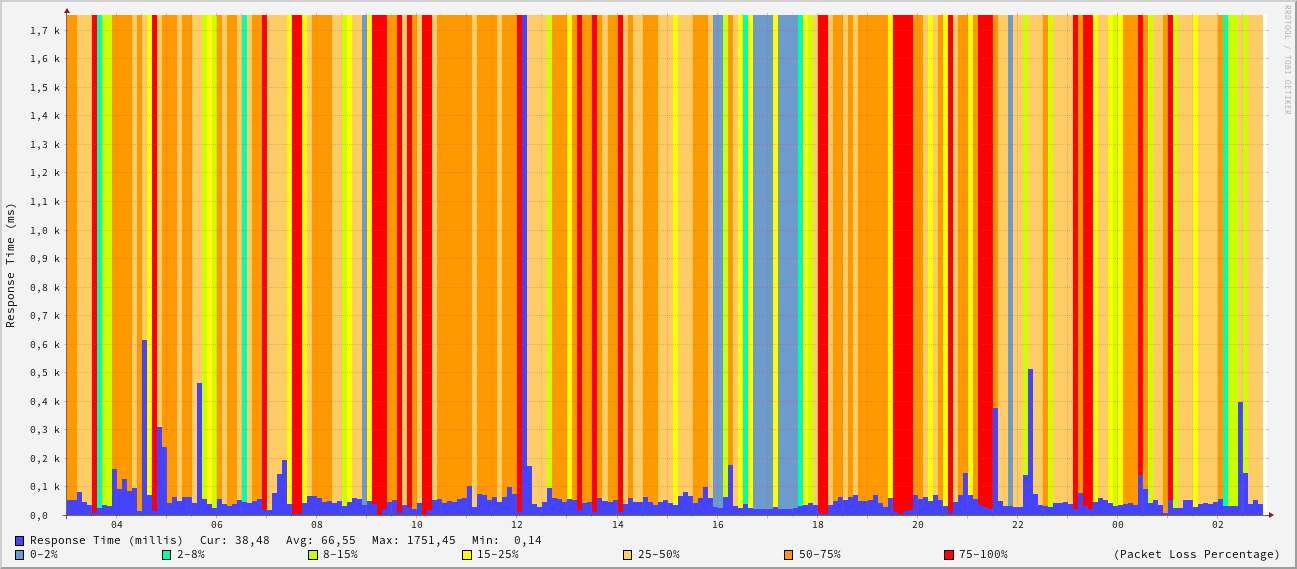 RRDTOOL / TOBI OETIKER
Response Time (ms)
1,7 k
1,6 k
1,5 k
1,4 k
1,3 k
1,2 k
1,1 k
1,0 k
0,9 k
0,8 k
0,7 k
0,6 k
0,5 k
0,4 k
0,3 k
0,2 k
0,1 k
0,0
04 06 08 10 12 14 16 18 20 22 00 02
Response Time (millis) Cur: 38,48 Avg: 66,55 Max: 1751,45 Min: 0,14
0-2% 2-8% 8-15% 15-25% 25-50% 50-75% 75-100% (Packet Loss Percentage)